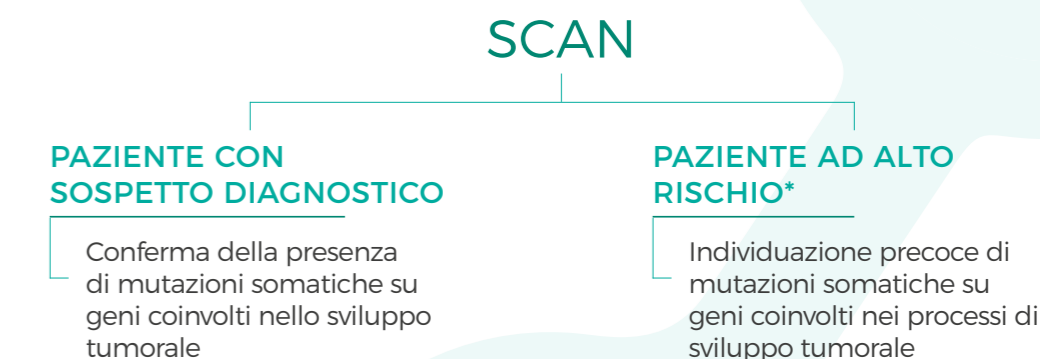 SCAN
PAZIENTE CON
SOSPETTO DIAGNOSTICO
Conferma della presenza
di mutazioni somatiche su
geni coinvolti nello sviluppo
tumorale
PAZIENTE AD ALTO
RISCHIO*
Individuazione precoce di
mutazioni somatiche su
geni coinvolti nei processi di
sviluppo tumorale